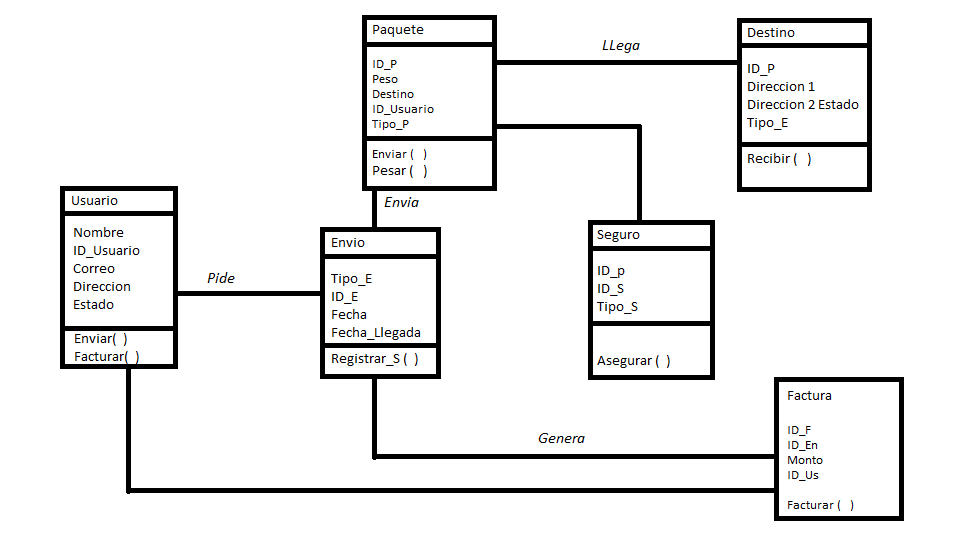 Paquete
ID_P
Peso
Destino
ID_Usuario
Tipo_P
Enviar (  )
Pesar (  )
LLega
Destino
ID_P
Direccion 1
Direccion 2 Estado
Tipo_E
Recibir (  )
Envia
Usuario
Nombre
ID_Usuario
Correo
Direccion
Estado
Enviar(  )
Facturar(  )
Pide
Envio
Tipo_E
ID_E
Fecha
Fecha_Llegada
Registrar_S (  )
Seguro
ID_p
ID_S
Tipo_S
Asegurar (  )
Genera
Factura
ID_F
ID_En
Monto
ID_Us
Facturar (  )